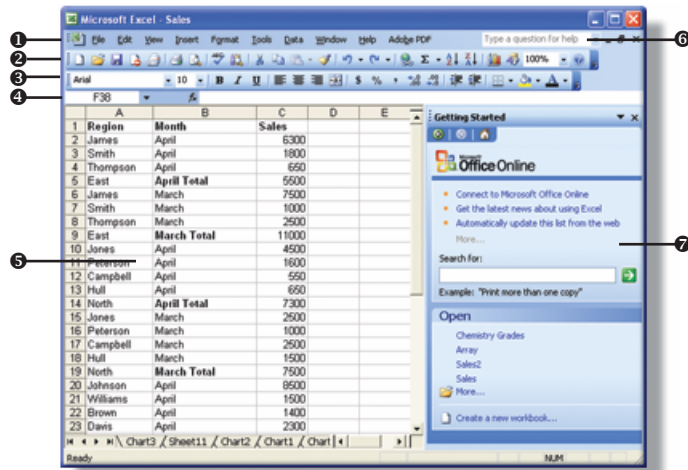 Microsoft Excel - Sales
1
File Edit View Insert Format Tools Data Window Help Adobe PDF Type a question for help
6
2
100%
3
Arial 10 B I U $ % ,
4
F38 fx
A B C D E
1 Region Month Sales
2 James April 6300
3 Smith April 1800
4 Thompson April 650
5 East April Total 5500
6 James March 7500
7 Smith March 1000
8 Thompson March 2500
9 East March Total 11000
10 Jones April 4500
5
11 Peterson April 1600
12 Campbell April 550
13 Hull April 650
14 North April Total 7300
15 Jones March 2500
16 Peterson March 1000
17 Campbell March 2500
18 Hull March 1500
19 North March Total 7500
20 Johnson April 8500
21 Williams April 1500
22 Brown April 1400
23 Davis April 2300
Chart3 / Sheet11 / Chart2 / Chart1 / Chart
Ready NUM
Getting Started
Office Online
Connect to Microsoft Office Online
Get the latest news about using Excel
Automatically update this list from the web
More...
7
Search for:
Example: "Print more than one copy"
Open
Chemistry Grades
Array
Sales2
Sales
More...
Create a new workbook...